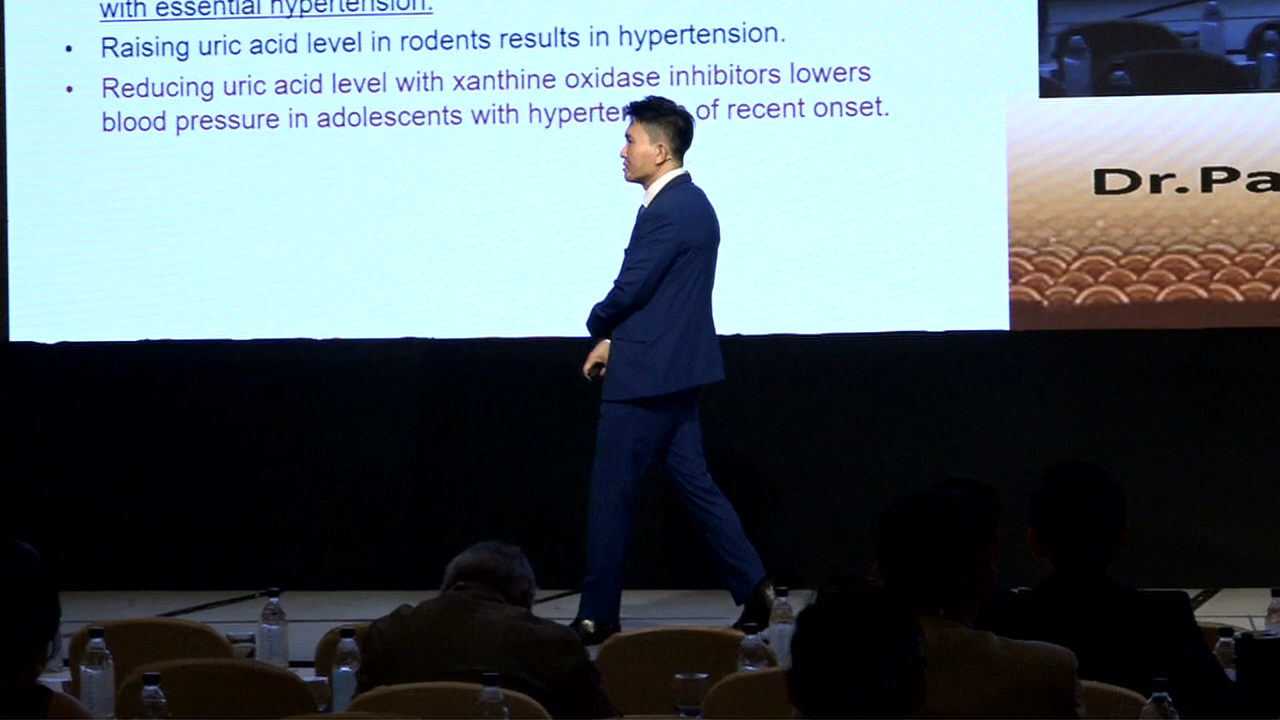 with essential hypertension.
• Raising uric acid level in rodents results in hypertension.
• Reducing uric acid level with xanthine oxidase inhibitors lowers
blood pressure in adolescents with of recent onset.
Dr.Pa